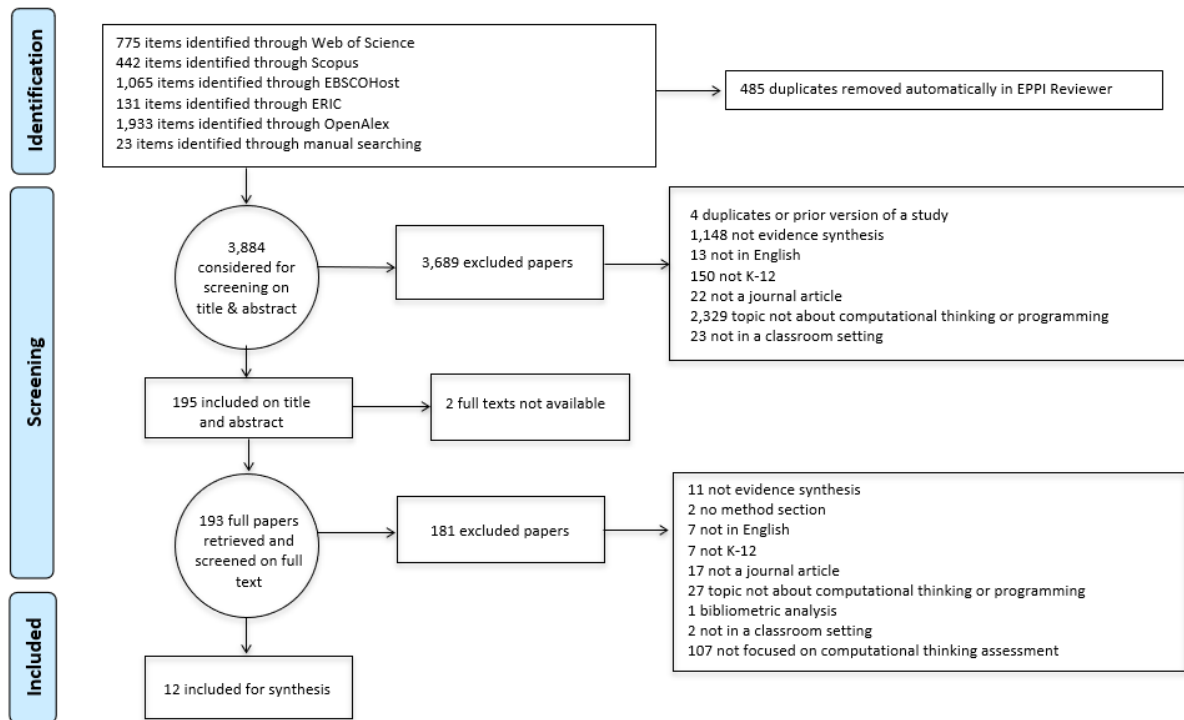 Identification
775 items identified through Web of Science
442 items identified through Scopus
1,065 items identified through EBSCOHost
131 items identified through ERIC
1,933 items identified through OpenAlex
23 items identified through manual searching
485 duplicates removed automatically in EPPI Reviewer
Screening
3,884
considered for
screening on
title & abstract
3,689 excluded papers
4 duplicates or prior version of a study
1,148 not evidence synthesis
13 not in English
150 not K-12
22 not a journal article
2,329 topic not about computational thinking or programming
23 not in a classroom setting
195 included on title
and abstract
2 full texts not available
193 full papers
retrieved and
screened on full
text
181 excluded papers
11 not evidence synthesis
2 no method section
7 not in English
7 not K-12
17 not a journal article
27 topic not about computational thinking or programming
1 bibliometric analysis
2 not in a classroom setting
107 not focused on computational thinking assessment
Included
12 included for synthesis